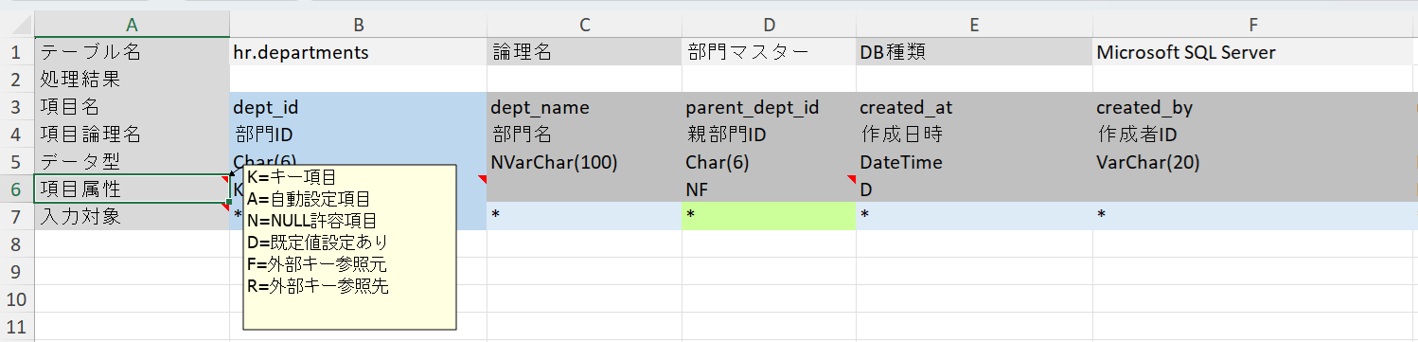 A B C D E F
1 テーブル名 hr.departments 論理名 部門マスター DB種類 Microsoft SQL Server
2 処理結果
3 項目名 dept_id dept_name parent_dept_id created_at created_by
4 項目論理名 部門ID 部門名 親部門ID 作成日時 作成者ID
5 データ型 Char(6) NVarChar(100) Char(6) DateTime VarChar(20)
6 項目属性 K NF D
7 入力対象 * * * * *
K=キー項目
A=自動設定項目
N=NULL許容項目
D=既定値設定あり
F=外部キー参照元
R=外部キー参照先
8
9
10
11